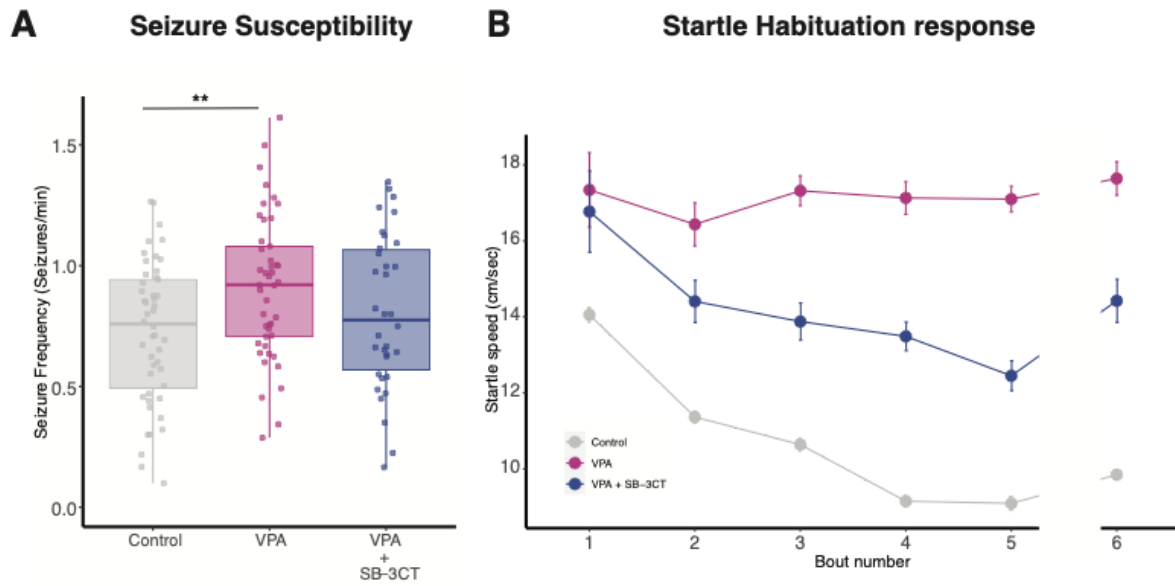 A Seizure Susceptibility
B Startle Habituation response
**
Seizure Frequency (Seizures/min)
1.5
1.0
0.5
0.0
Control
VPA
VPA
+
SB-3CT
Startle speed (cm/sec)
18
16
14
12
10
Control
VPA
VPA + SB-3CT
1 2 3 4 5 6
Bout number